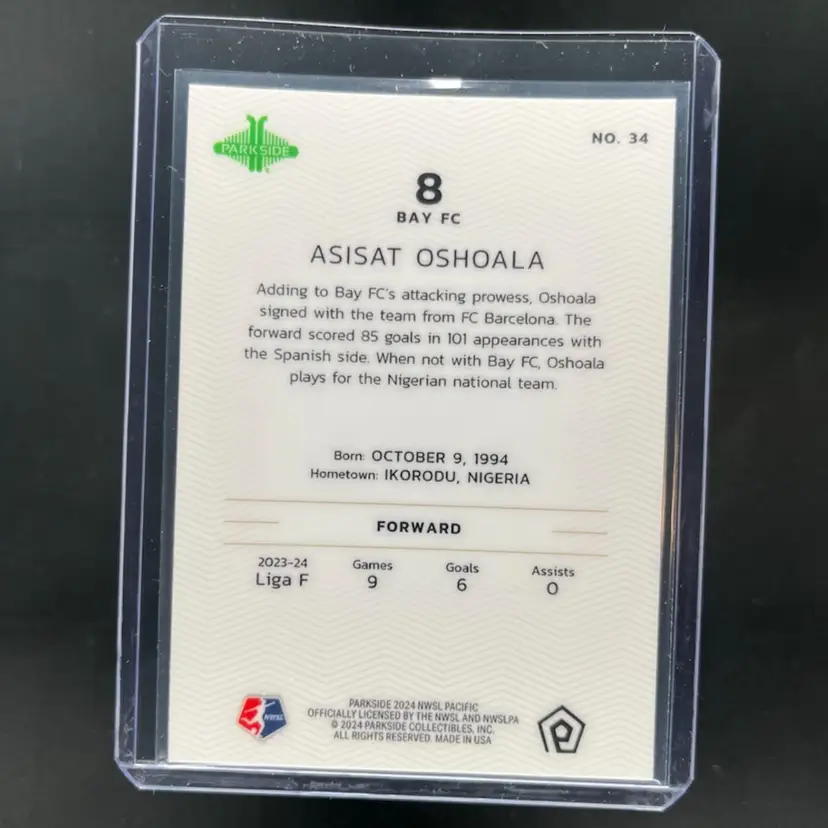 PARKSIDE
NO. 34
8
BAY FC
ASISAT OSHOALA
Adding to Bay FC's attacking prowess, Oshoala
signed with the team from FC Barcelona. The
forward scored 85 goals in 101 appearances with
the Spanish side. When not with Bay FC, Oshoala
plays for the Nigerian national team.
Born: OCTOBER 9, 1994
Hometown: IKORODU, NIGERIA
FORWARD
2023-24 Games Goals Assists
Liga F 9 6 0
NWSL
PARKSIDE 2024 NWSL PACIFIC
OFFICIALLY LICENSED BY THE NWSL AND NWSLPA
© 2024 PARKSIDE COLLECTIBLES, INC.
ALL RIGHTS RESERVED. MADE IN USA